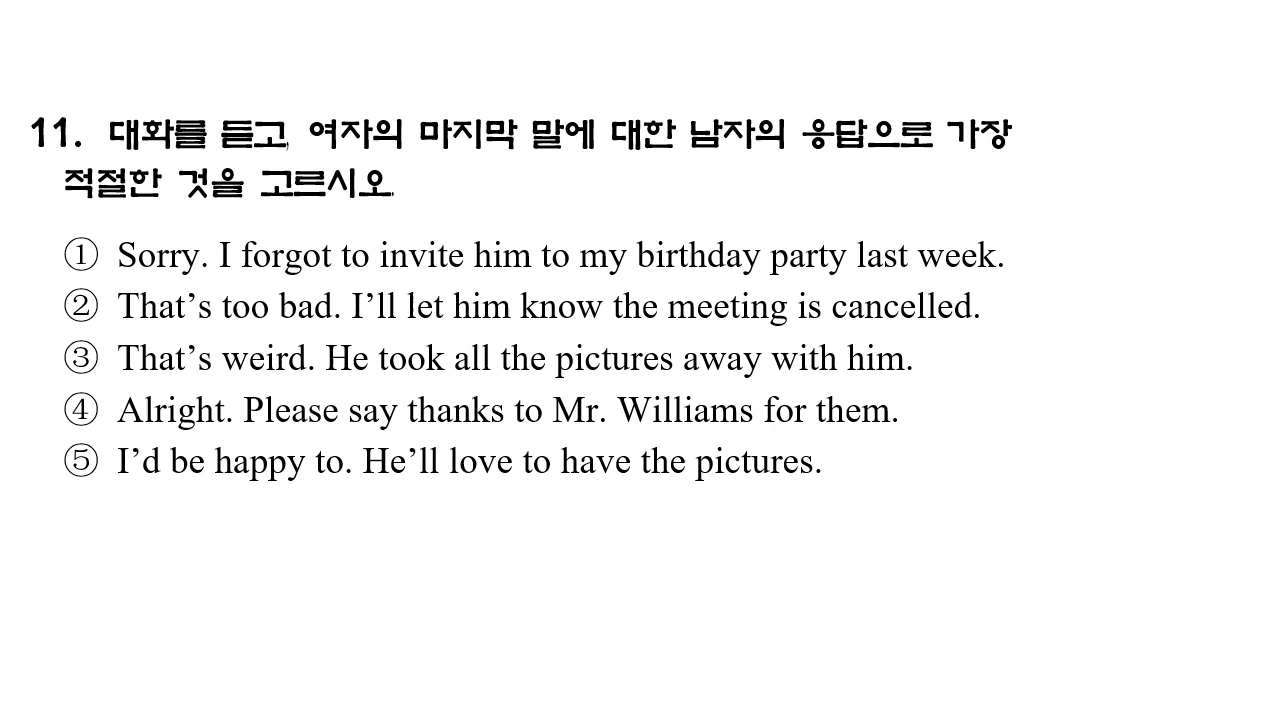 11. 대화를 듣고, 여자의 마지막 말에 대한 남자의 응답으로 가장
적절한 것을 고르시오.
① Sorry. I forgot to invite him to my birthday party last week.
② That’s too bad. I’ll let him know the meeting is cancelled.
③ That’s weird. He took all the pictures away with him.
④ Alright. Please say thanks to Mr. Williams for them.
⑤ I’d be happy to. He’ll love to have the pictures.